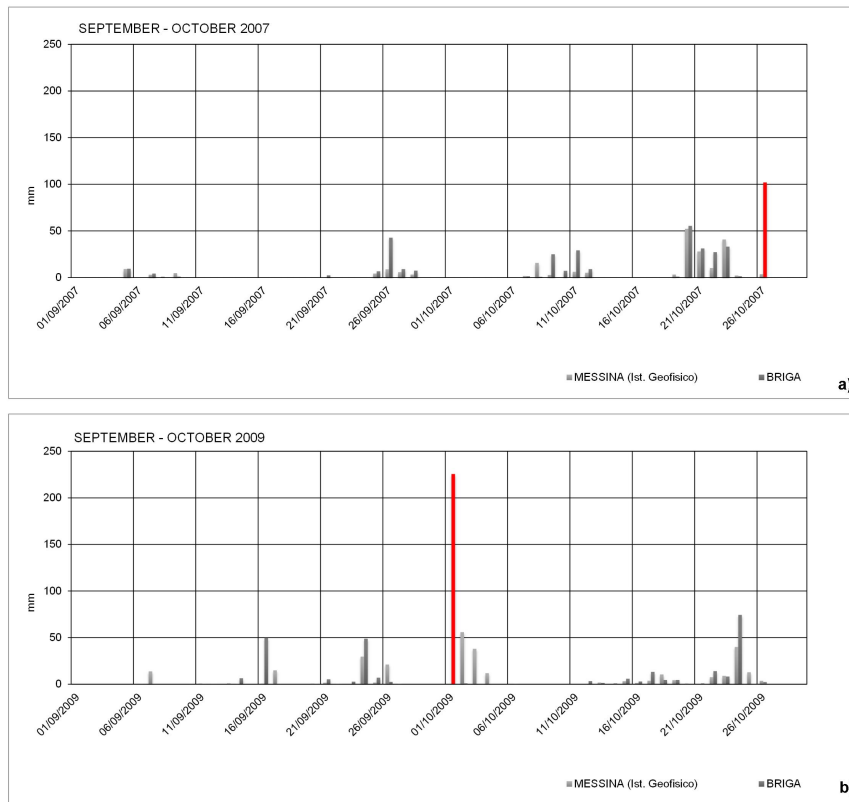 SEPTEMBER - OCTOBER 2007
250
200
150
100
50
0
mm
01/09/2007 06/09/2007 11/09/2007 16/09/2007 21/09/2007 26/09/2007 01/10/2007 06/10/2007 11/10/2007 16/10/2007 21/10/2007 26/10/2007
MESSINA (Ist. Geofisico) BRIGA a)
SEPTEMBER - OCTOBER 2009
250
200
150
100
50
0
mm
01/09/2009 06/09/2009 11/09/2009 16/09/2009 21/09/2009 26/09/2009 01/10/2009 06/10/2009 11/10/2009 16/10/2009 21/10/2009 26/10/2009
MESSINA (Ist. Geofisico) BRIGA b